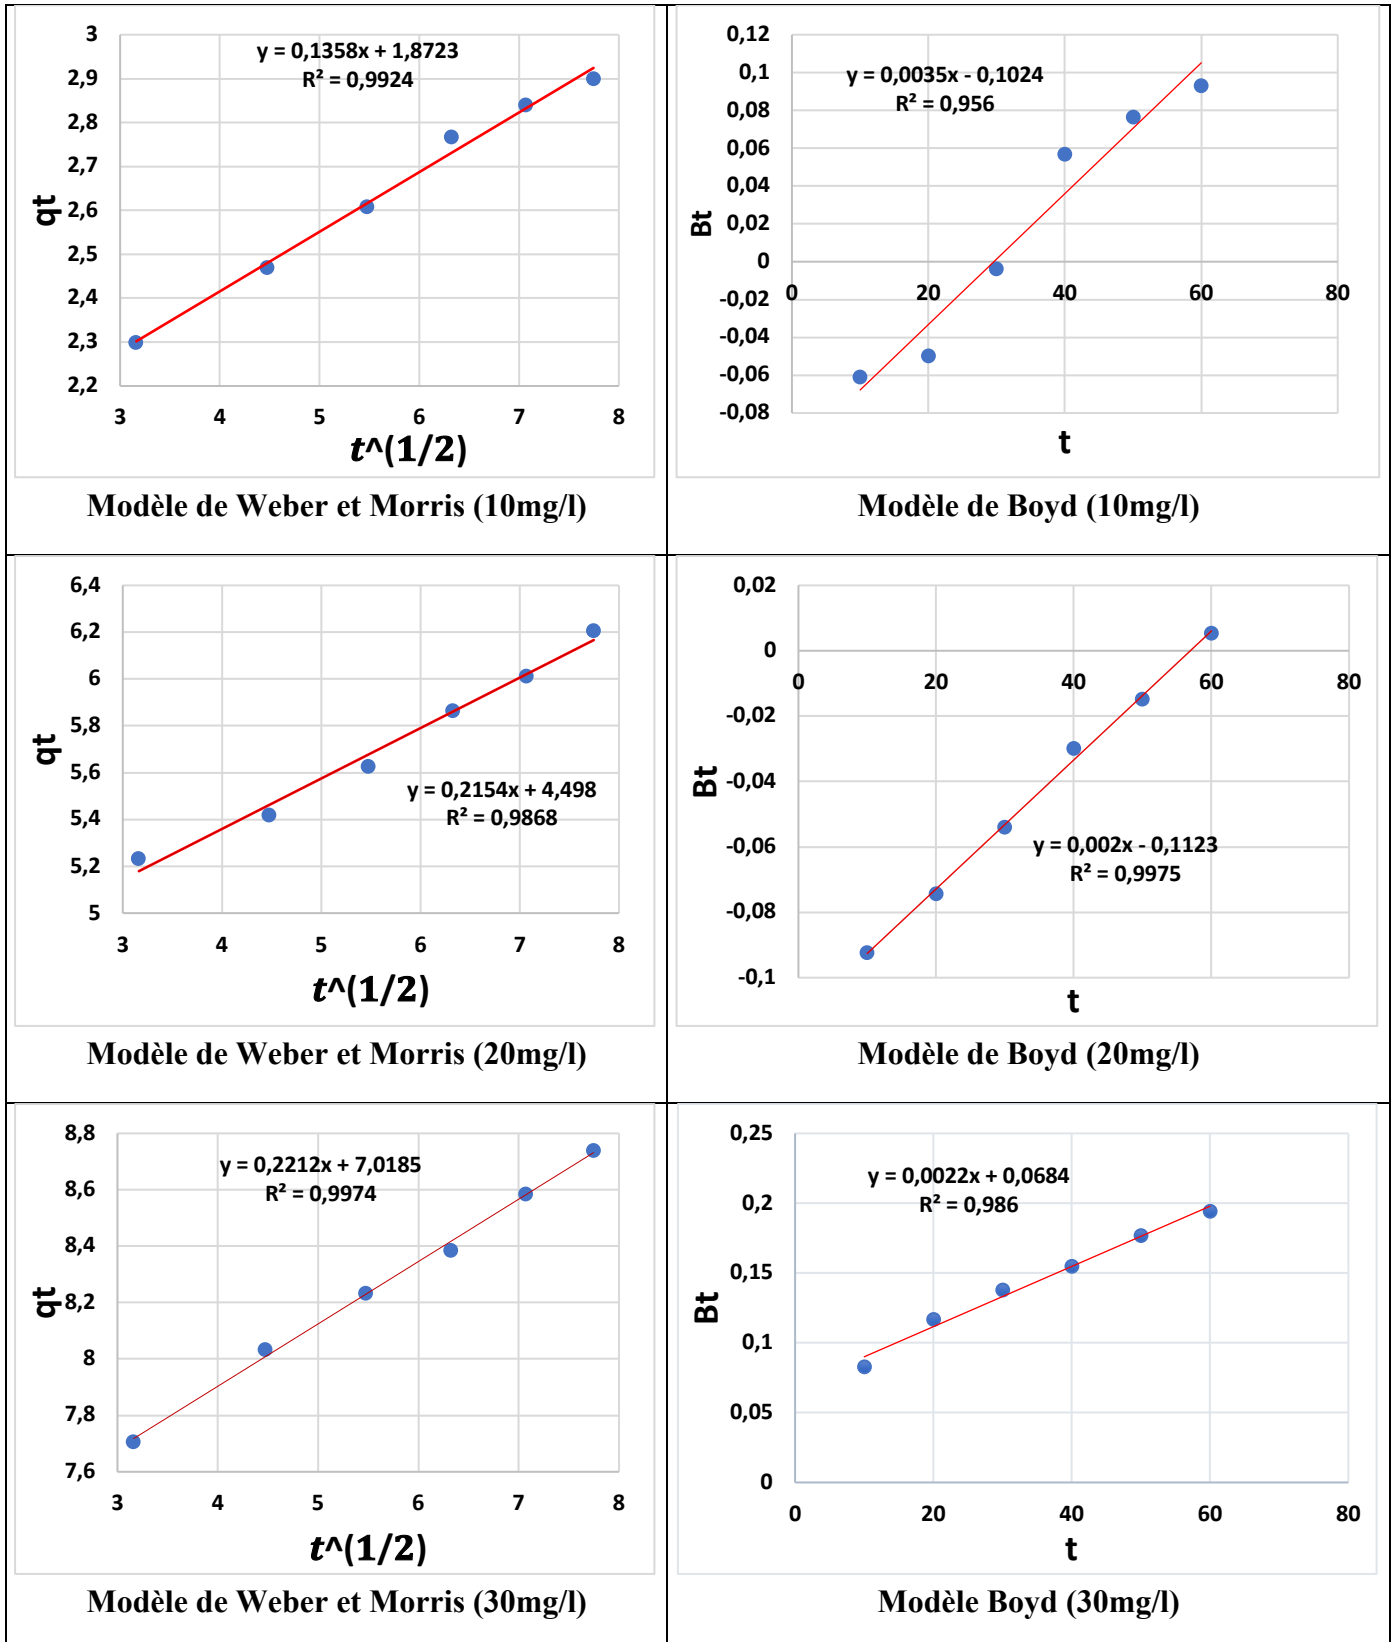 y = 0,1358x + 1,8723
R² = 0,9924
3
2,9
2,8
2,7
2,6
2,5
2,4
2,3
2,2
qt
3 4 5 6 7 8
t^(1/2)
Modèle de Weber et Morris (10mg/l)
y = 0,0035x - 0,1024
R² = 0,956
0,12
0,1
0,08
0,06
0,04
0,02
0
-0,02
-0,04
-0,06
-0,08
Bt
0 20 40 60 80
t
Modèle de Boyd (10mg/l)
6,4
6,2
6
5,8
5,6
5,4
5,2
5
qt
y = 0,2154x + 4,498
R² = 0,9868
3 4 5 6 7 8
t^(1/2)
Modèle de Weber et Morris (20mg/l)
0,02
0
-0,02
-0,04
-0,06
-0,08
-0,1
Bt
0 20 40 60 80
y = 0,002x - 0,1123
R² = 0,9975
t
Modèle de Boyd (20mg/l)
8,8
8,6
8,4
8,2
8
7,8
7,6
qt
y = 0,2212x + 7,0185
R² = 0,9974
3 4 5 6 7 8
t^(1/2)
Modèle de Weber et Morris (30mg/l)
0,25
0,2
0,15
0,1
0,05
0
Bt
y = 0,0022x + 0,0684
R² = 0,986
0 20 40 60 80
t
Modèle Boyd (30mg/l)